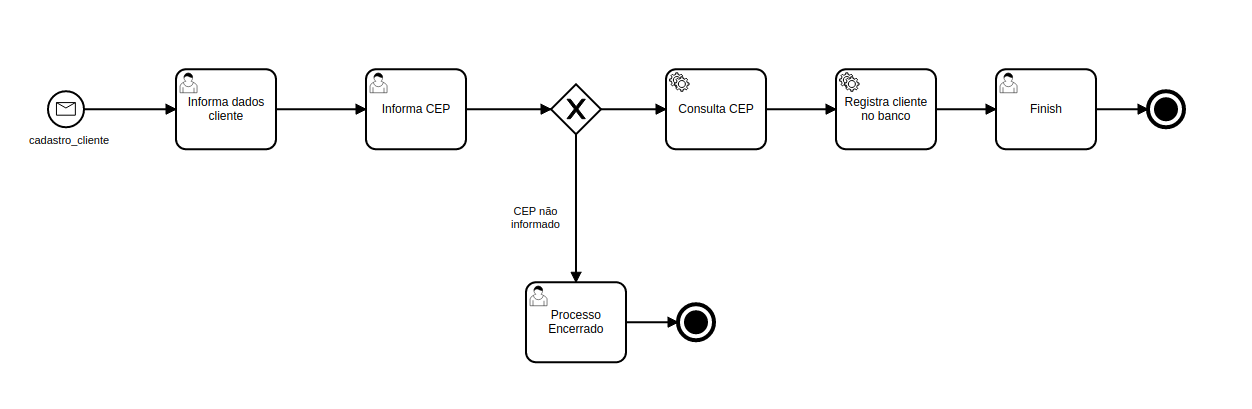 cadastro_cliente
Informa dados
cliente
Informa CEP
Consulta CEP
Registra cliente
no banco
Finish
CEP não
informado
Processo
Encerrado